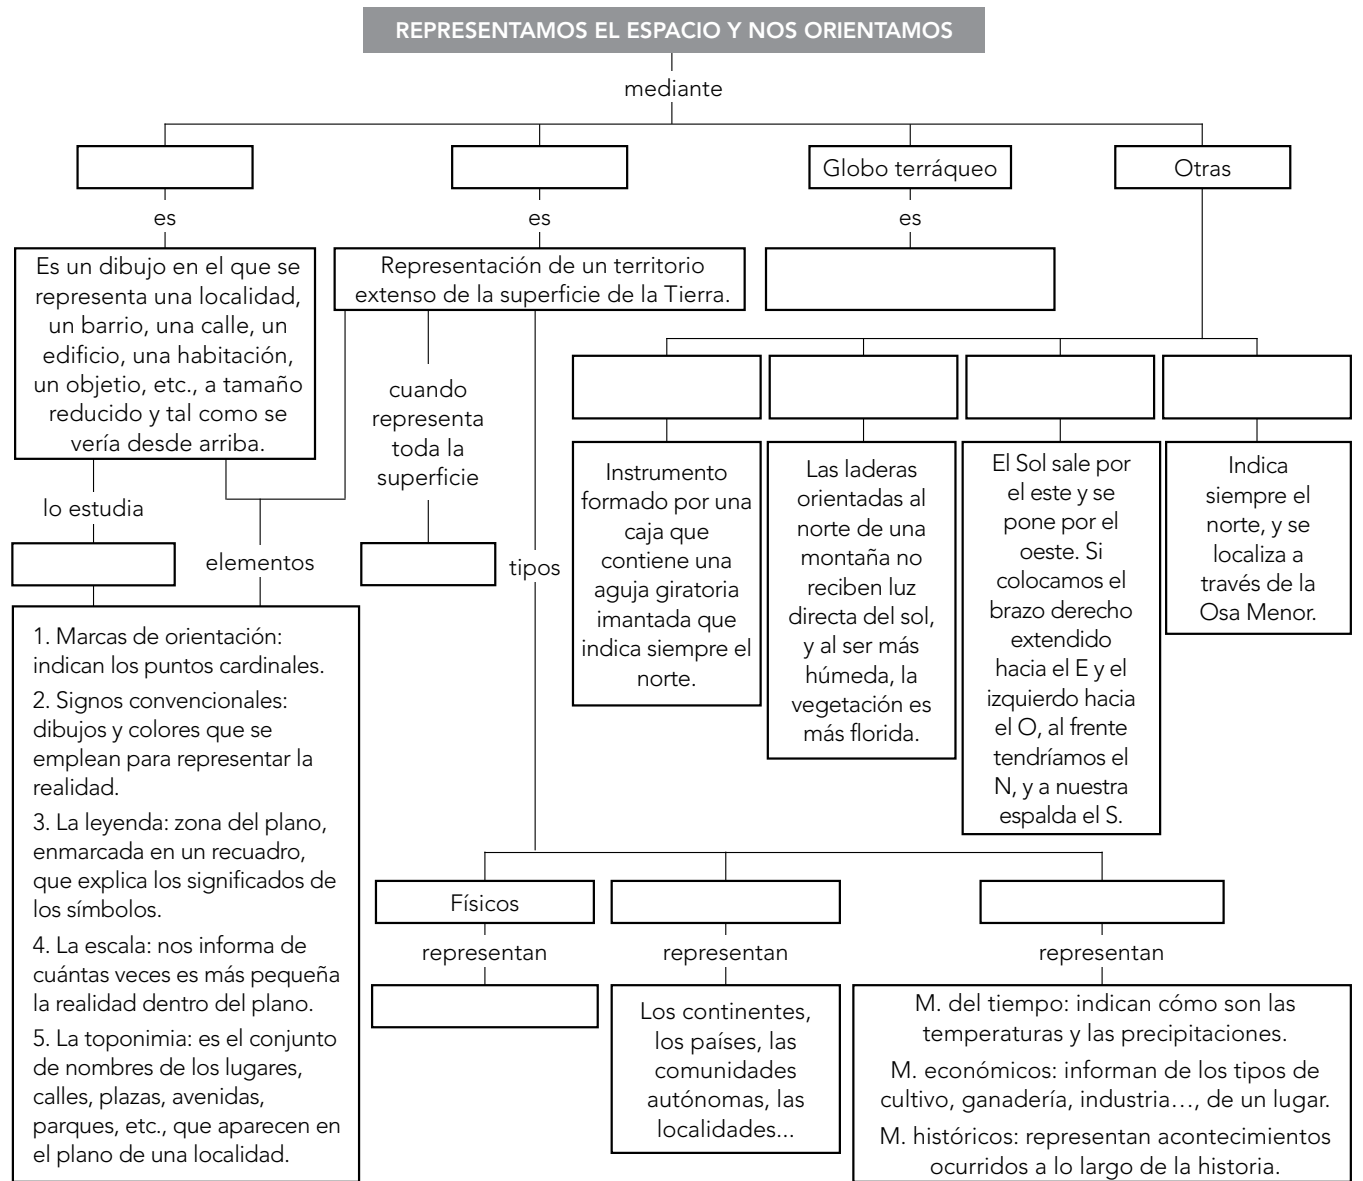 REPRESENTAMOS EL ESPACIO Y NOS ORIENTAMOS
mediante
Globo terráqueo
Otras
es
es
es
Es un dibujo en el que se
representa una localidad,
un barrio, una calle, un
edificio, una habitación,
un objetio, etc., a tamaño
reducido y tal como se
vería desde arriba.
Representación de un territorio
extenso de la superficie de la Tierra.
cuando
representa
toda la
superficie
lo estudia
elementos
tipos
Instrumento
formado por una
caja que
contiene una
aguja giratoria
imantada que
indica siempre el
norte.
Las laderas
orientadas al
norte de una
montaña no
reciben luz
directa del sol,
y al ser más
húmeda, la
vegetación es
más florida.
El Sol sale por
el este y se
pone por el
oeste. Si
colocamos el
brazo derecho
extendido
hacia el E y el
izquierdo hacia
el O, al frente
tendríamos el
N, y a nuestra
espalda el S.
Indica
siempre el
norte, y se
localiza a
través de la
Osa Menor.
1. Marcas de orientación:
indican los puntos cardinales.
2. Signos convencionales:
dibujos y colores que se
emplean para representar la
realidad.
3. La leyenda: zona del plano,
enmarcada en un recuadro,
que explica los significados de
los símbolos.
4. La escala: nos informa de
cuántas veces es más pequeña
la realidad dentro del plano.
5. La toponimia: es el conjunto
de nombres de los lugares,
calles, plazas, avenidas,
parques, etc., que aparecen en
el plano de una localidad.
Físicos
representan
representan
representan
Los continentes,
los países, las
comunidades
autónomas, las
localidades...
M. del tiempo: indican cómo son las
temperaturas y las precipitaciones.
M. económicos: informan de los tipos de
cultivo, ganadería, industria…, de un lugar.
M. históricos: representan acontecimientos
ocurridos a lo largo de la historia.